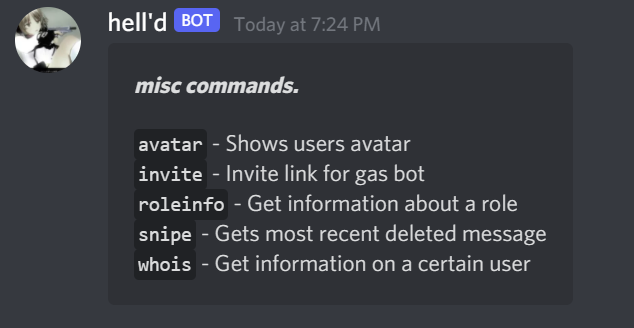 hell'd BOT Today at 7:24 PM
misc commands.
avatar - Shows users avatar
invite - Invite link for gas bot
roleinfo - Get information about a role
snipe - Gets most recent deleted message
whois - Get information on a certain user